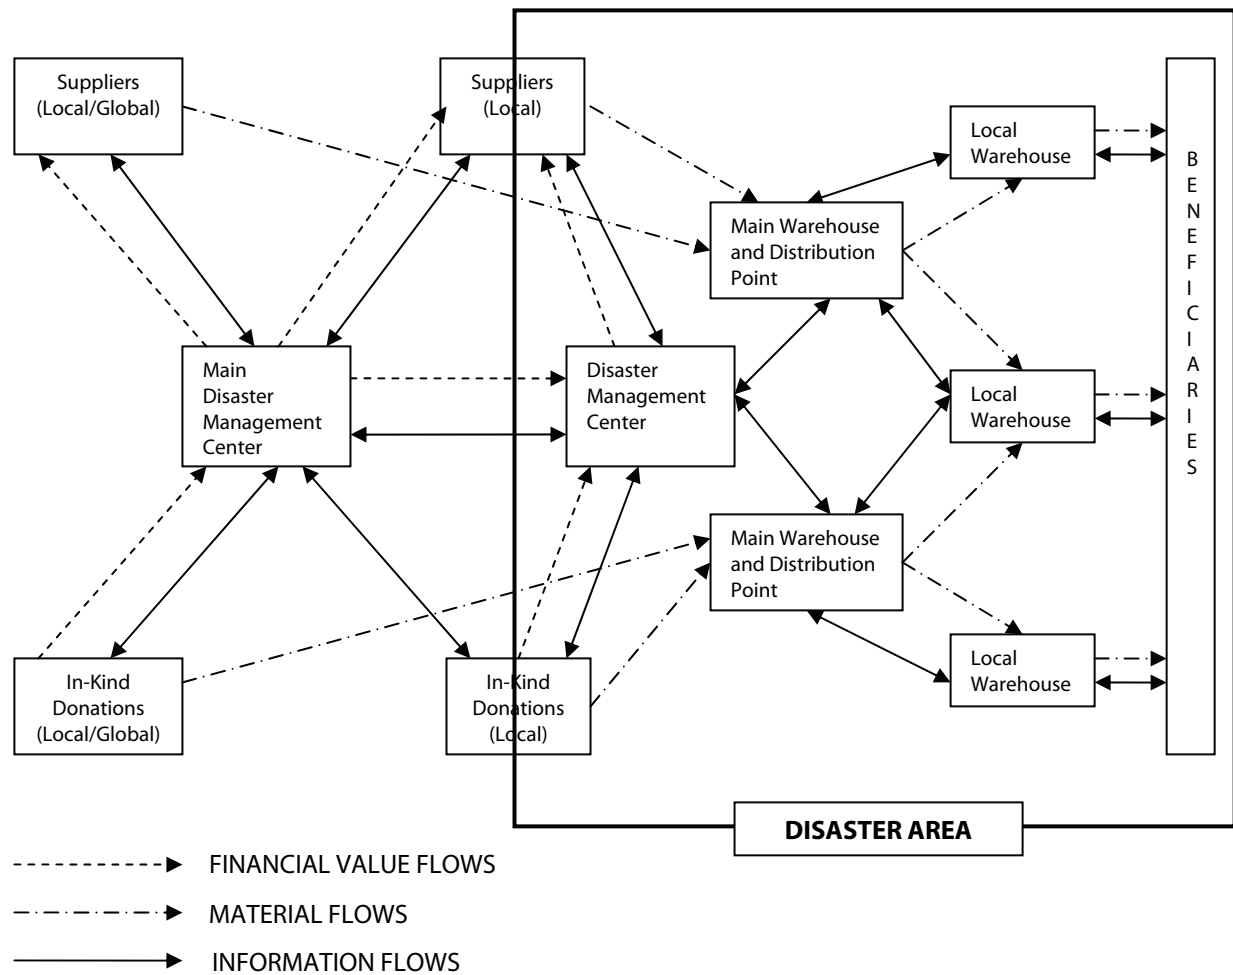 Suppliers
(Local/Global)
Suppliers
(Local)
Local
Warehouse
Main Warehouse
and Distribution
Point
Main
Disaster
Management
Center
Disaster
Management
Center
Local
Warehouse
Main Warehouse
and Distribution
Point
Local
Warehouse
In-Kind
Donations
(Local/Global)
In-Kind
Donations
(Local)
B
E
N
E
F
I
C
I
A
R
I
E
S
DISASTER AREA
FINANCIAL VALUE FLOWS
MATERIAL FLOWS
INFORMATION FLOWS